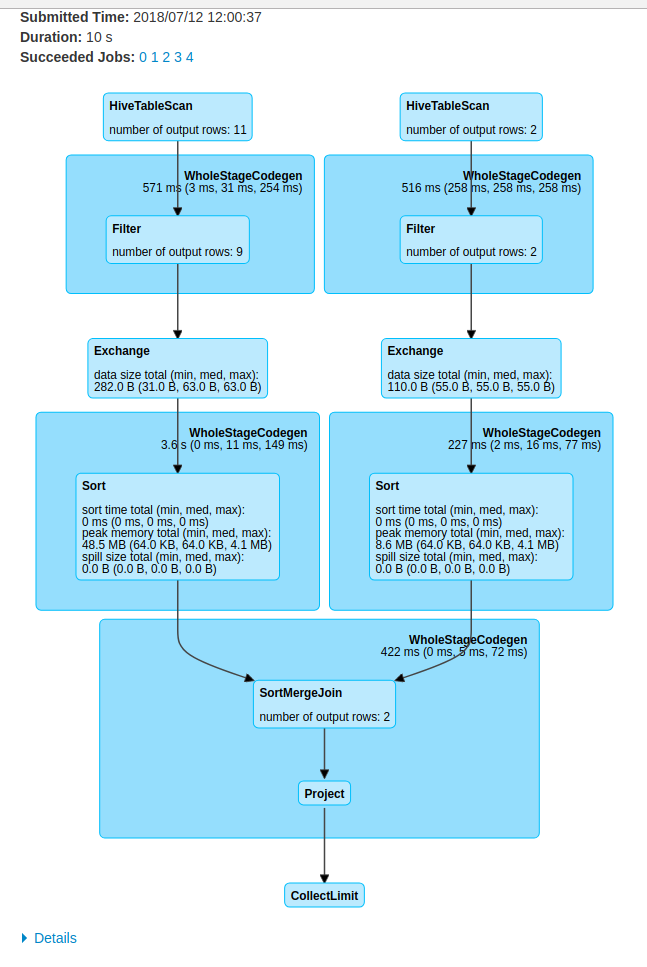 Submitted Time: 2018/07/12 12:00:37
Duration: 10 s
Succeeded Jobs: 0 1 2 3 4
HiveTableScan
number of output rows: 11
HiveTableScan
number of output rows: 2
WholeStageCodegen
571 ms (3 ms, 31 ms, 254 ms)
WholeStageCodegen
516 ms (258 ms, 258 ms, 258 ms)
Filter
number of output rows: 9
Filter
number of output rows: 2
Exchange
data size total (min, med, max):
282.0 B (31.0 B, 63.0 B, 63.0 B)
Exchange
data size total (min, med, max):
110.0 B (55.0 B, 55.0 B, 55.0 B)
WholeStageCodegen
3.6 s (0 ms, 11 ms, 149 ms)
WholeStageCodegen
227 ms (2 ms, 16 ms, 77 ms)
Sort
sort time total (min, med, max):
0 ms (0 ms, 0 ms, 0 ms)
peak memory total (min, med, max):
48.5 MB (64.0 KB, 64.0 KB, 4.1 MB)
spill size total (min, med, max):
0.0 B (0.0 B, 0.0 B, 0.0 B)
Sort
sort time total (min, med, max):
0 ms (0 ms, 0 ms, 0 ms)
peak memory total (min, med, max):
8.6 MB (64.0 KB, 64.0 KB, 4.1 MB)
spill size total (min, med, max):
0.0 B (0.0 B, 0.0 B, 0.0 B)
WholeStageCodegen
422 ms (0 ms, 5 ms, 72 ms)
SortMergeJoin
number of output rows: 2
Project
CollectLimit
Details